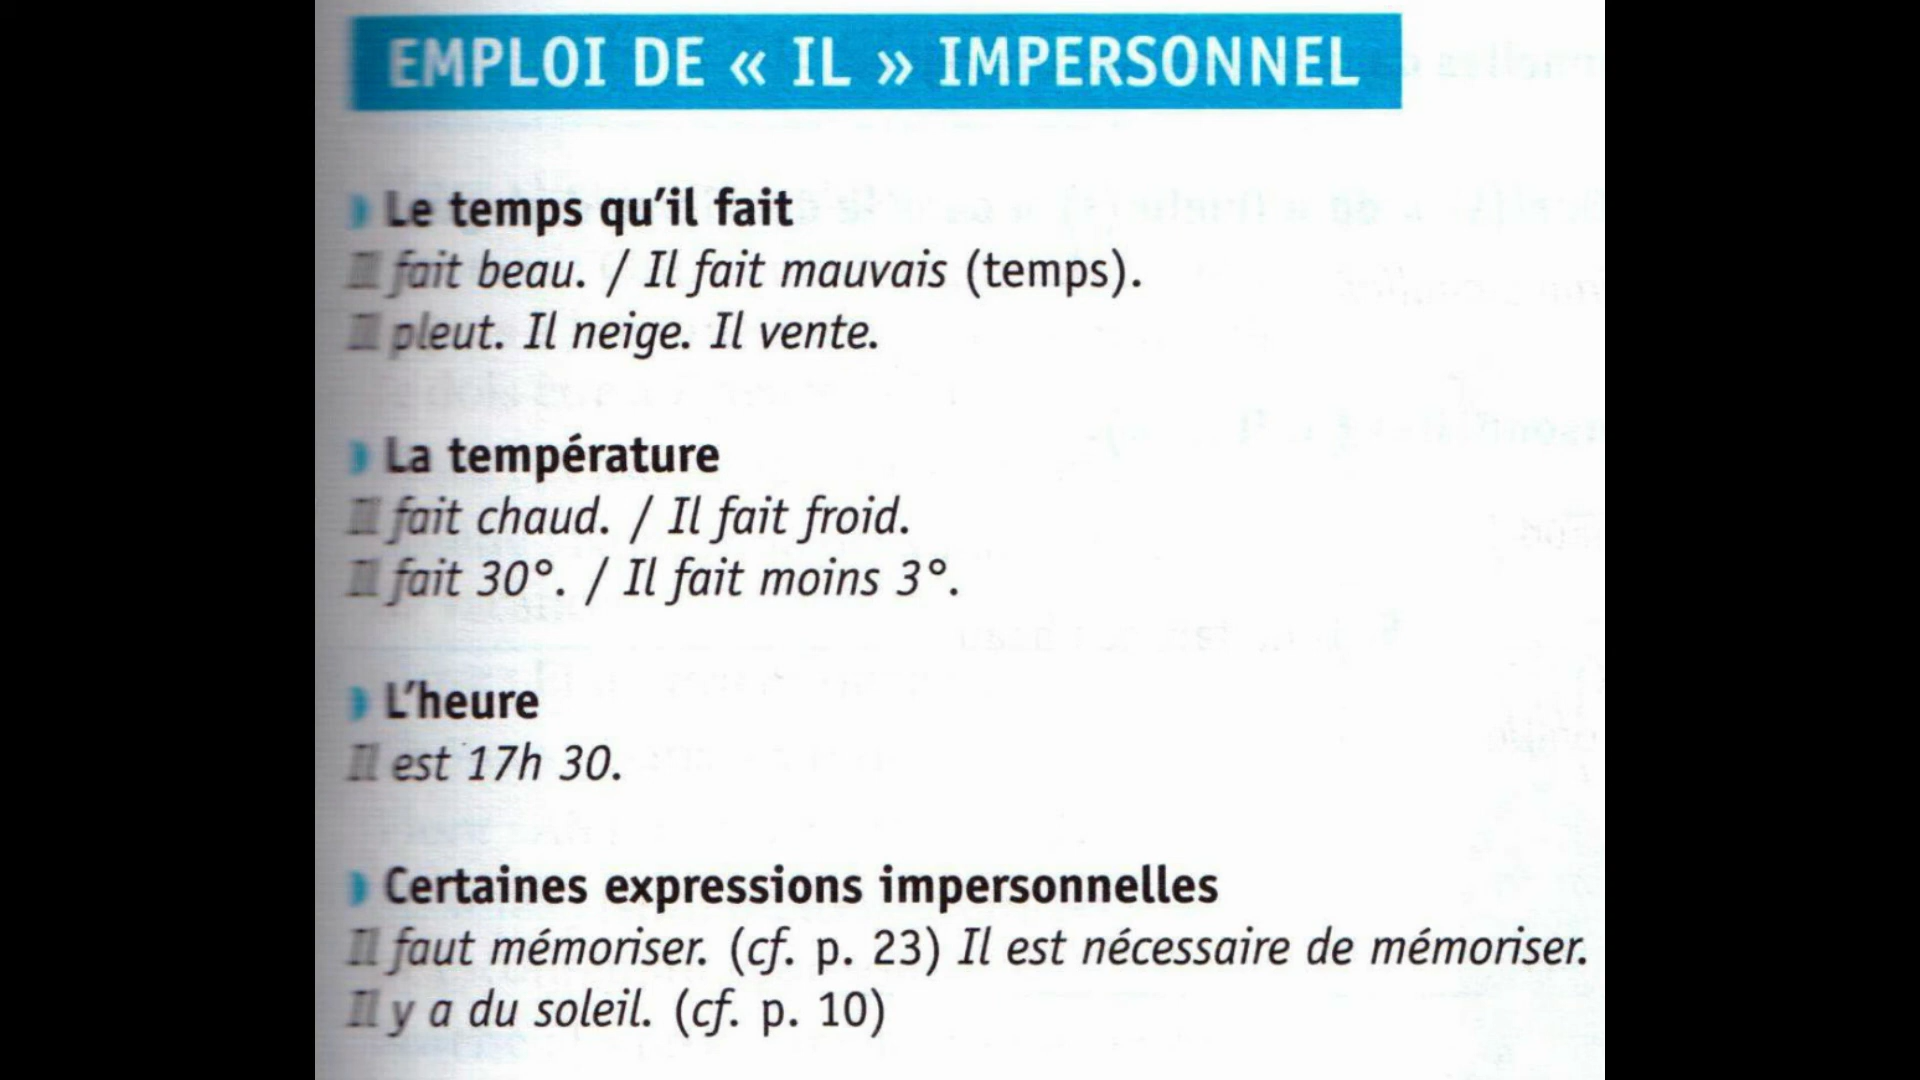 EMPLOI DE « IL » IMPERSONNEL
Le temps qu'il fait
Il fait beau. / Il fait mauvais (temps).
Il pleut. Il neige. Il vente.
La température
Il fait chaud. / Il fait froid.
Il fait 30°. / Il fait moins 3°.
L'heure
Il est 17h 30.
Certaines expressions impersonnelles
Il faut mémoriser. (cf. p. 23) Il est nécessaire de mémoriser.
Il y a du soleil. (cf. p. 10)